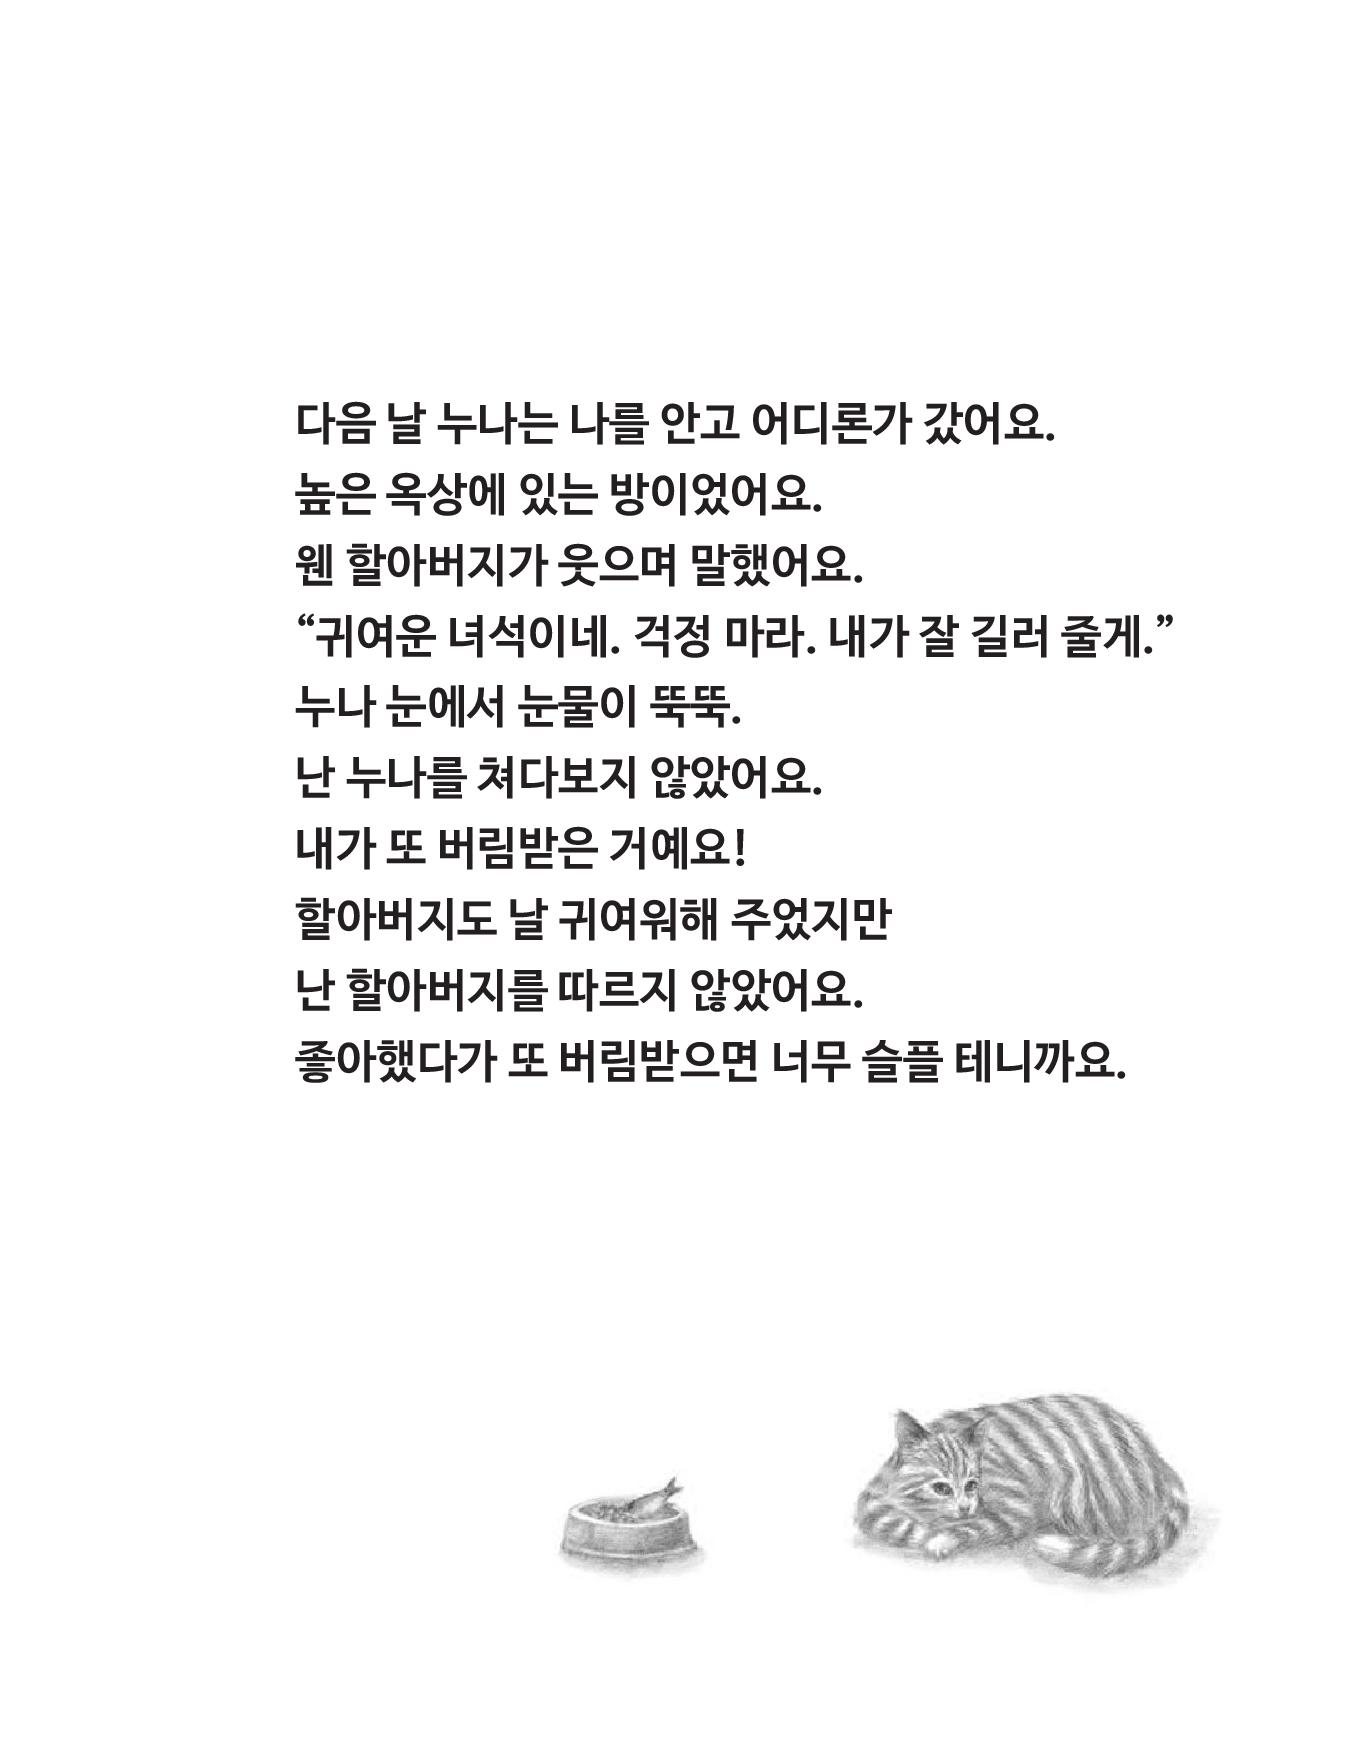 다음 날 누나는 나를 안고 어디론가 갔어요.
높은 옥상에 있는 방이었어요.
웬 할아버지가 웃으며 말했어요.
“귀여운 녀석이네. 걱정 마라. 내가 잘 길러 줄게.”
누나 눈에서 눈물이 뚝뚝.
난 누나를 쳐다보지 않았어요.
내가 또 버림받은 거예요!
할아버지도 날 귀여워해 주었지만
난 할아버지를 따르지 않았어요.
좋아했다가 또 버림받으면 너무 슬플 테니까요.